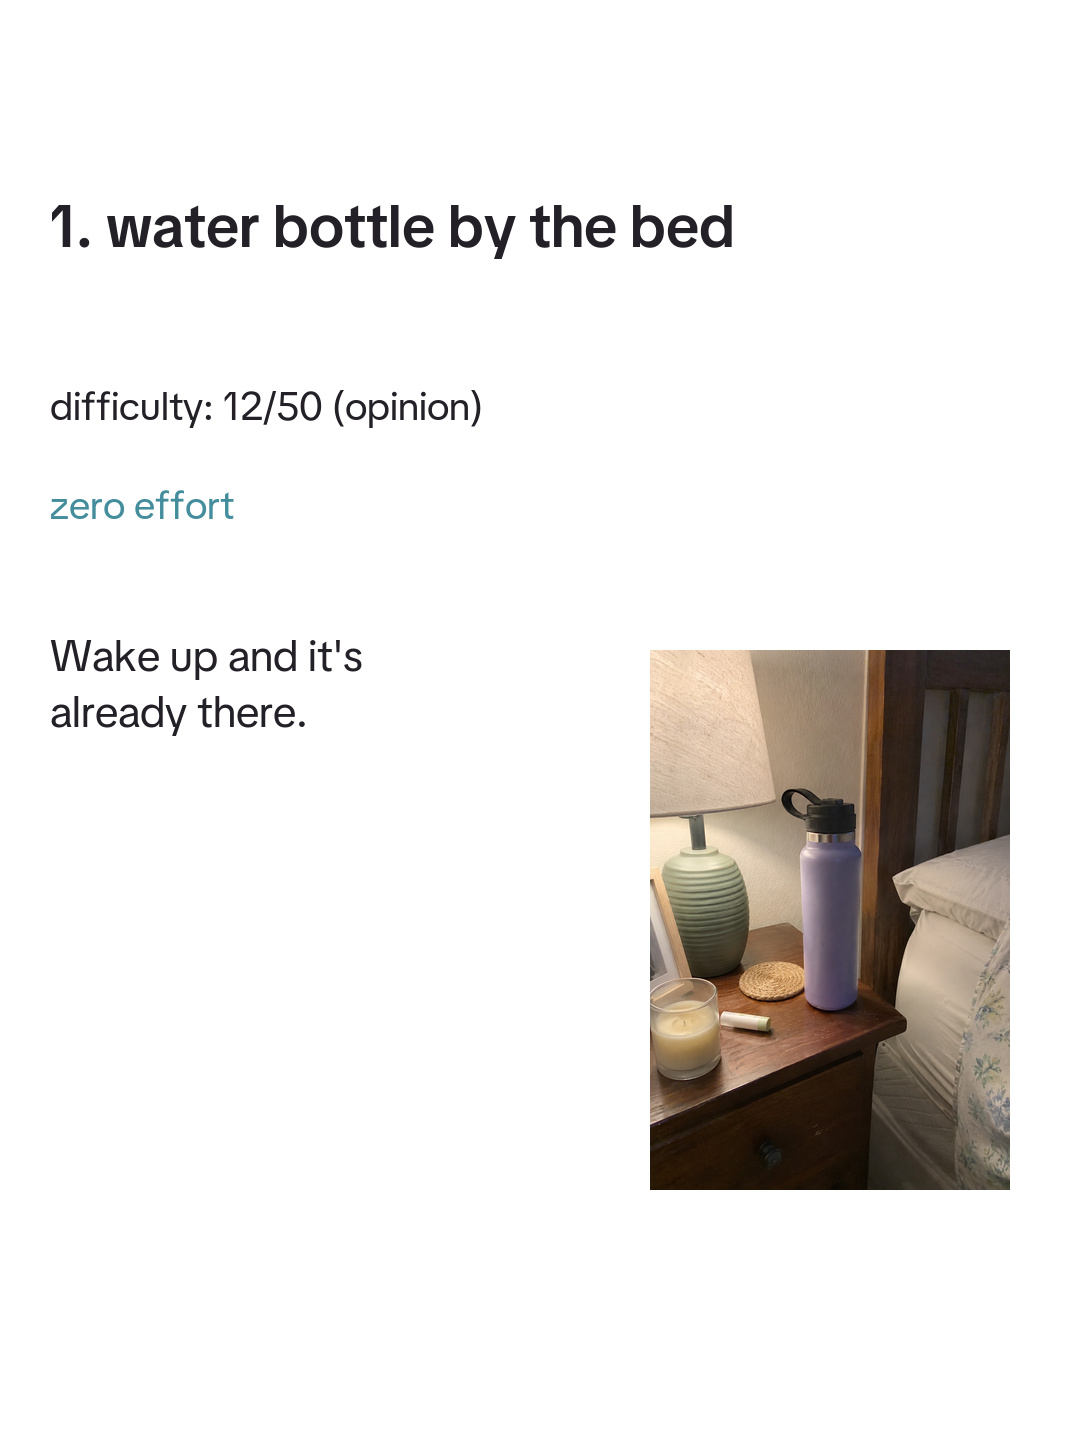 1. water bottle by the bed
difficulty: 12/50 (opinion)
zero effort
Wake up and it's
already there.